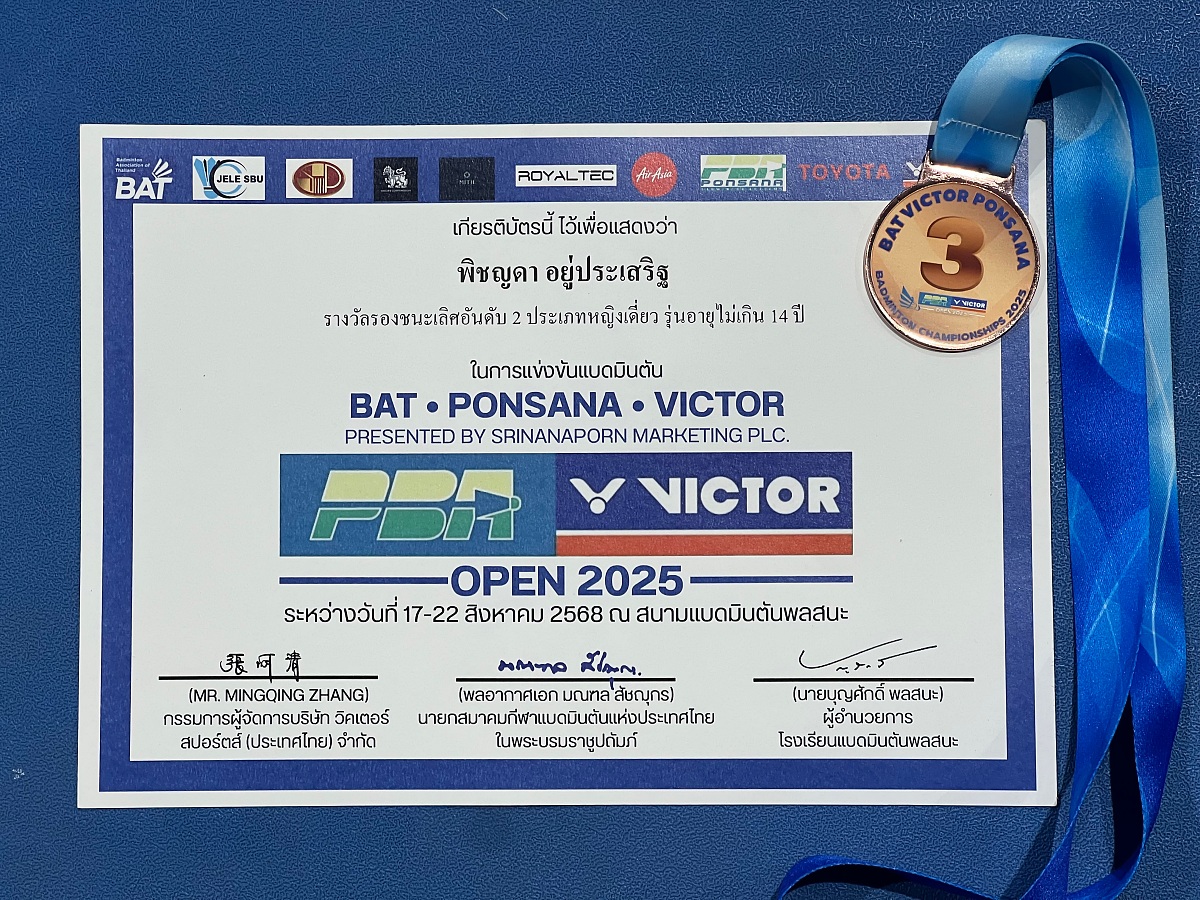 Badminton
Association of
Thailand
BAT
JELE SBU
MITH
ROYALTEC
AirAsia
PBA
PONSANA
TOYOTA
เกียรติบัตรนี้ ไว้เพื่อแสดงว่า
พิชญดา อยู่ประเสริฐ
รางวัลรองชนะเลิศอันดับ 2 ประเภทหญิงเดี่ยว รุ่นอายุไม่เกิน 14 ปี
ในการแข่งขันแบดมินตัน
BAT • PONSANA • VICTOR
PRESENTED BY SRINANAPORN MARKETING PLC.
PBA VICTOR
OPEN 2025
ระหว่างวันที่ 17-22 สิงหาคม 2568 ณ สนามแบดมินตันพลสนะ
(MR. MINGQING ZHANG)
กรรมการผู้จัดการบริษัท วิคเตอร์
สปอร์ตส์ (ประเทศไทย) จำกัด
(พลอากาศเอก มณฑล สัชฌุกร)
นายกสมาคมกีฬาแบดมินตันแห่งประเทศไทย
ในพระบรมราชูปถัมภ์
(นายบุญศักดิ์ พลสนะ)
ผู้อำนวยการ
โรงเรียนแบดมินตันพลสนะ
BAT VICTOR PONSANA
3
PBA VICTOR
OPEN 2025
BADMINTON CHAMPIONSHIPS 2025